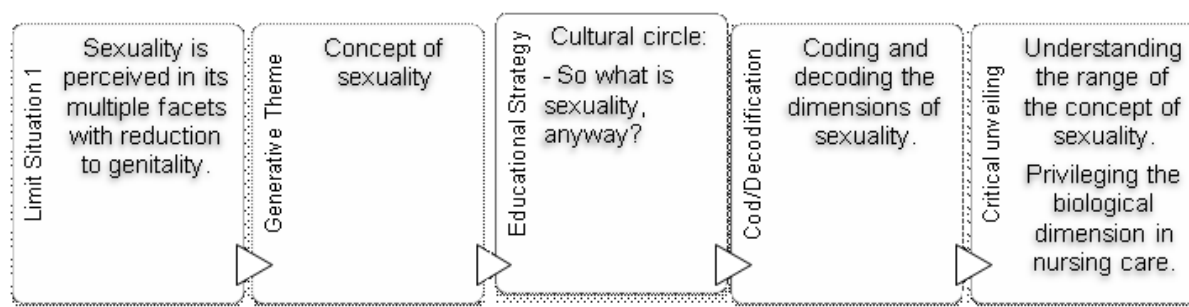 Limit Situation 1
Sexuality is
perceived in its
multiple facets
with reduction
to genitality.
Generative Theme
Concept of
sexuality
Educational Strategy
Cultural circle:
- So what is
sexuality,
anyway?
Cod/Decodification
Coding and
decoding the
dimensions of
sexuality.
Critical unveiling
Understanding
the range of
the concept of
sexuality.
Privileging the
biological
dimension in
nursing care.